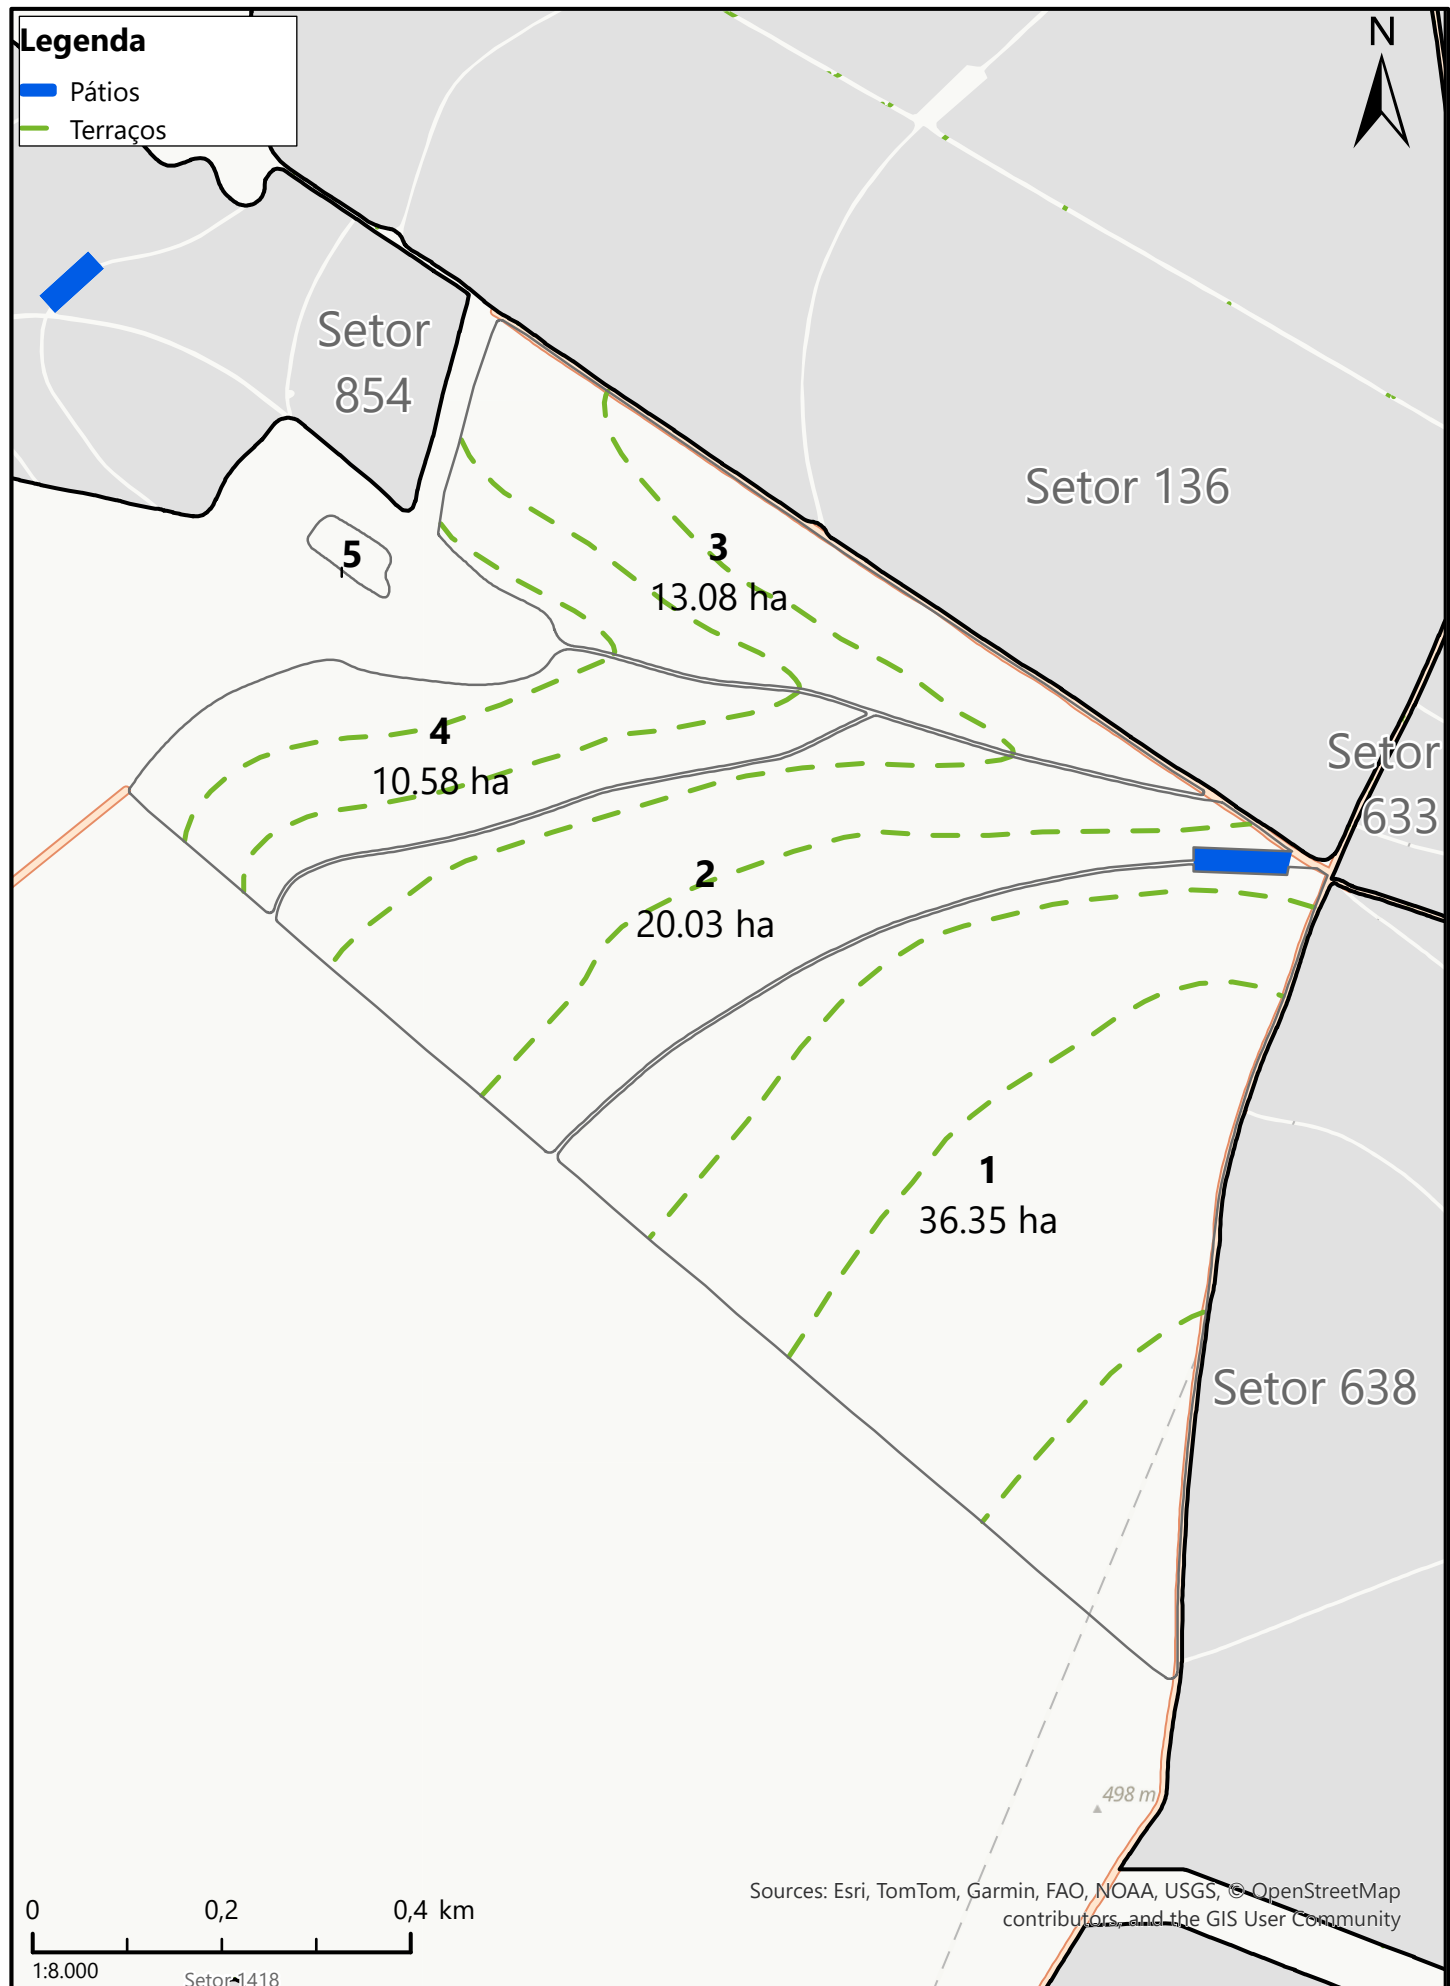 Legenda
Pátios
Terraços
N
Setor
854
Setor 136
5
3
13.08 ha
4
10.58 ha
Setor
633
2
20.03 ha
1
36.35 ha
Setor 638
498 m
Sources: Esri, TomTom, Garmin, FAO, NOAA, USGS, © OpenStreetMap
contributors, and the GIS User Community
0 0,2 0,4 km
1:8.000
Setor 1418